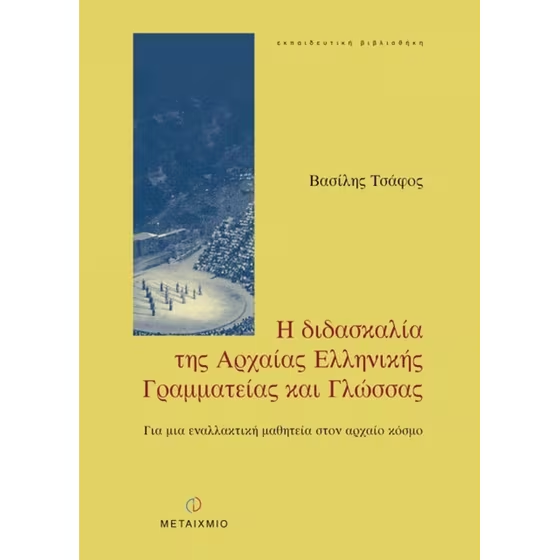 εκπαιδευτική βιβλιοθήκη
Βασίλης Τσάφος
Η διδασκαλία
της Αρχαίας Ελληνικής
Γραμματείας και Γλώσσας
Για μια εναλλακτική μαθητεία στον αρχαίο κόσμο
ΜΕΤΑΙΧΜΙΟ